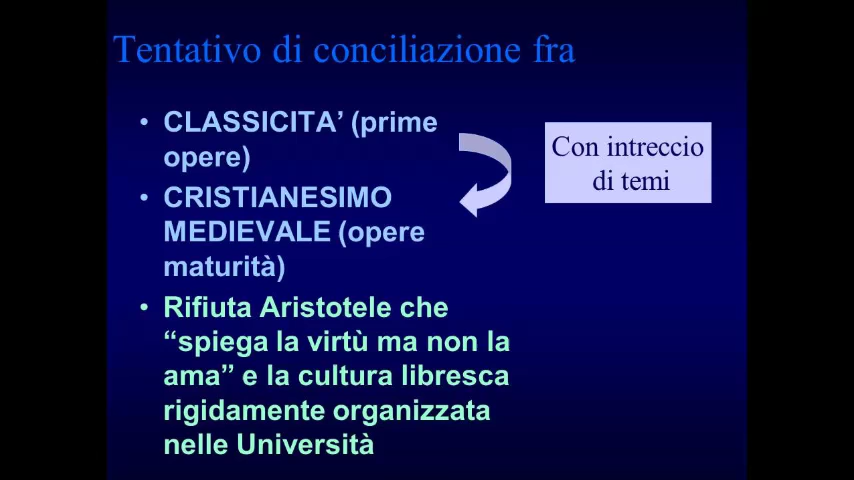 Tentativo di conciliazione fra
• CLASSICITA’ (prime
opere)
• CRISTIANESIMO
MEDIEVALE (opere
maturità)
• Rifiuta Aristotele che
“spiega la virtù ma non la
ama” e la cultura libresca
rigidamente organizzata
nelle Università
Con intreccio
di temi